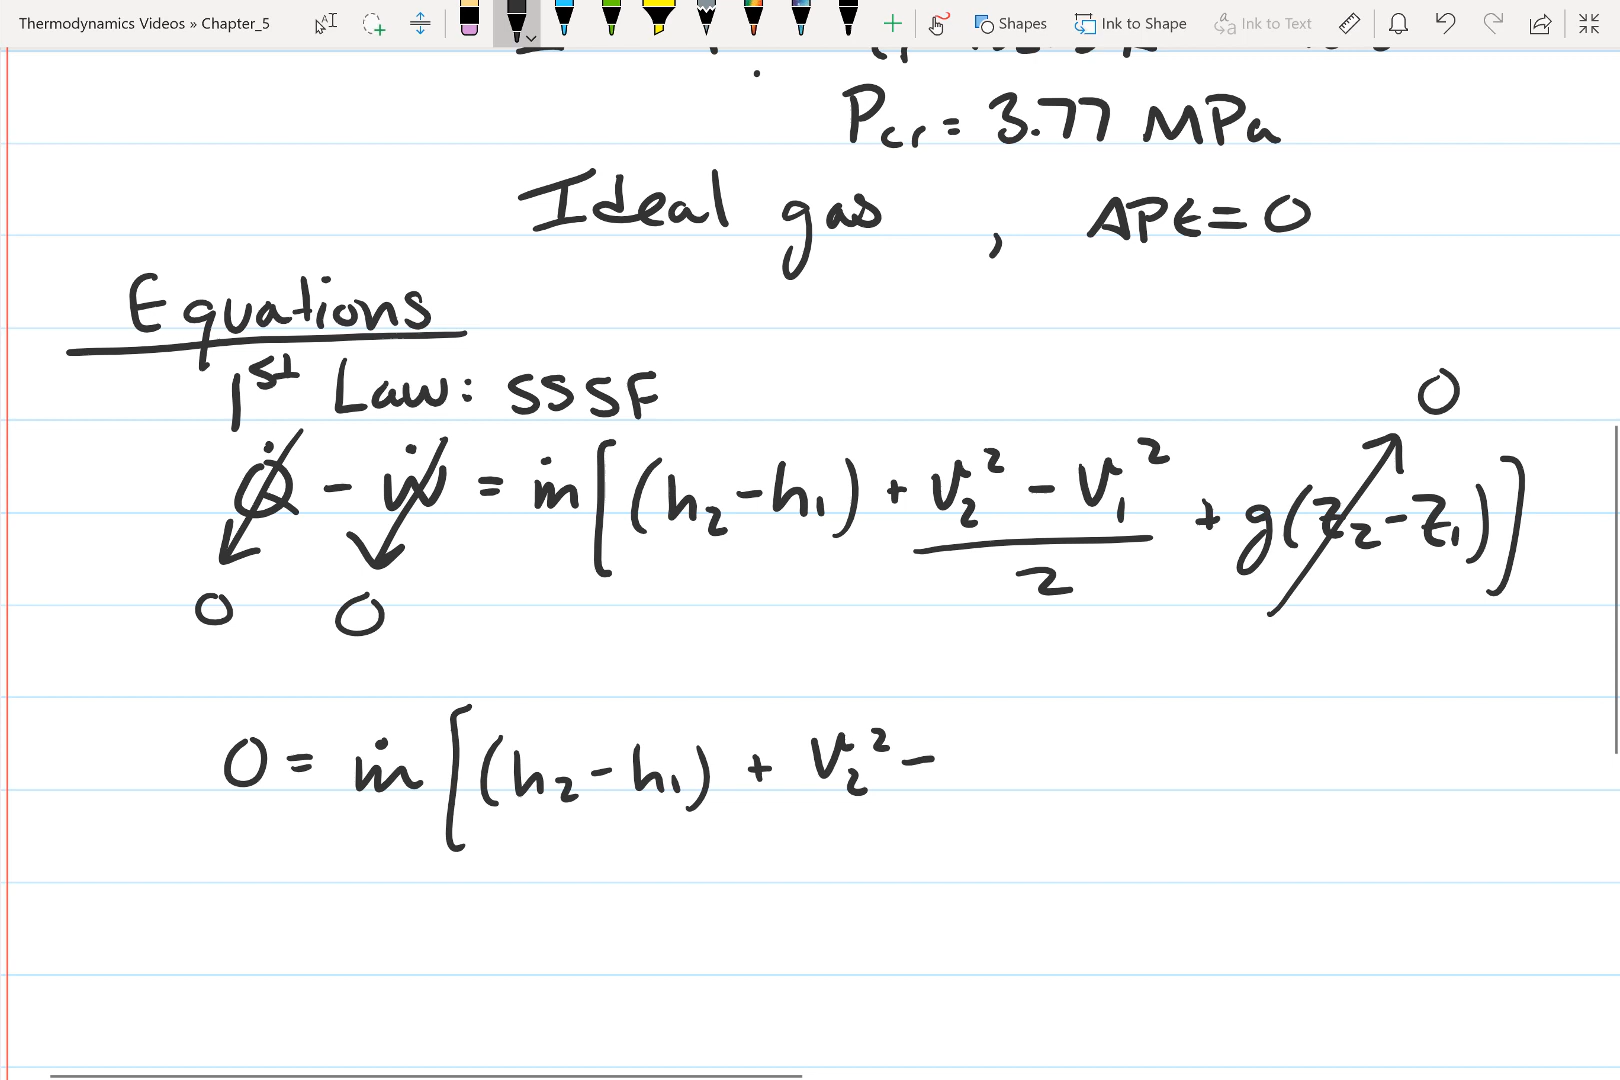 Thermodynamics Videos » Chapter_5
Shapes
Ink to Shape
Ink to Text
Pcr = 3.77 MPa
Ideal gas , ΔPE = 0
Equations
1st Law: SSSF
Q̇ - Ẇ = ṁ[(h₂-h₁) + (V₂² - V₁²)/2 + g(z₂-z₁)]
0 0 0
0 = ṁ[(h₂-h₁) + V₂² -